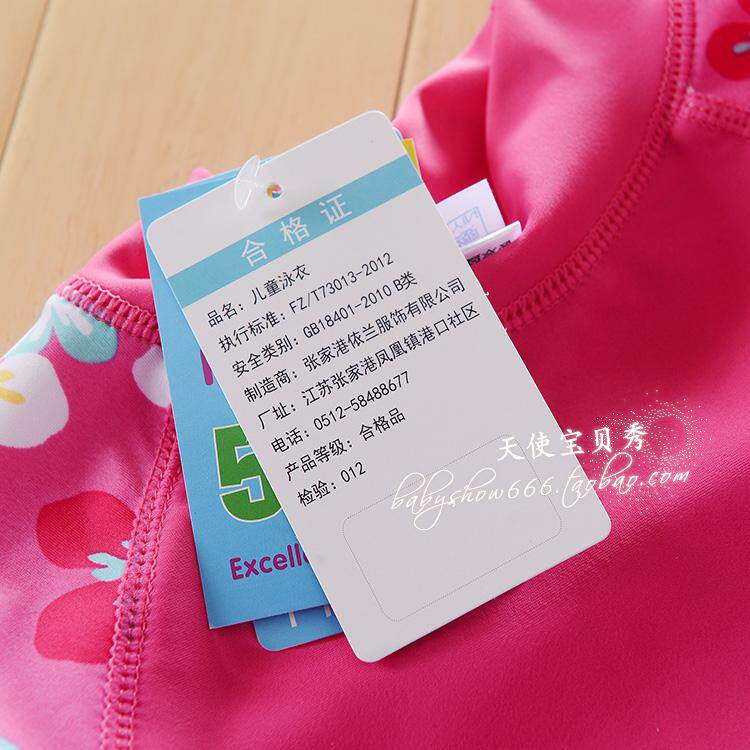 合格证
品名：儿童泳衣
执行标准：FZ/T73013-2012
安全类别：GB18401-2010 B类
制造商：张家港依兰服饰有限公司
厂址：江苏张家港凤凰镇港口社区
电话：0512-58488677
产品等级：合格品
检验：012
5
Excelle
天使宝贝秀
babyshow666.taobao.com